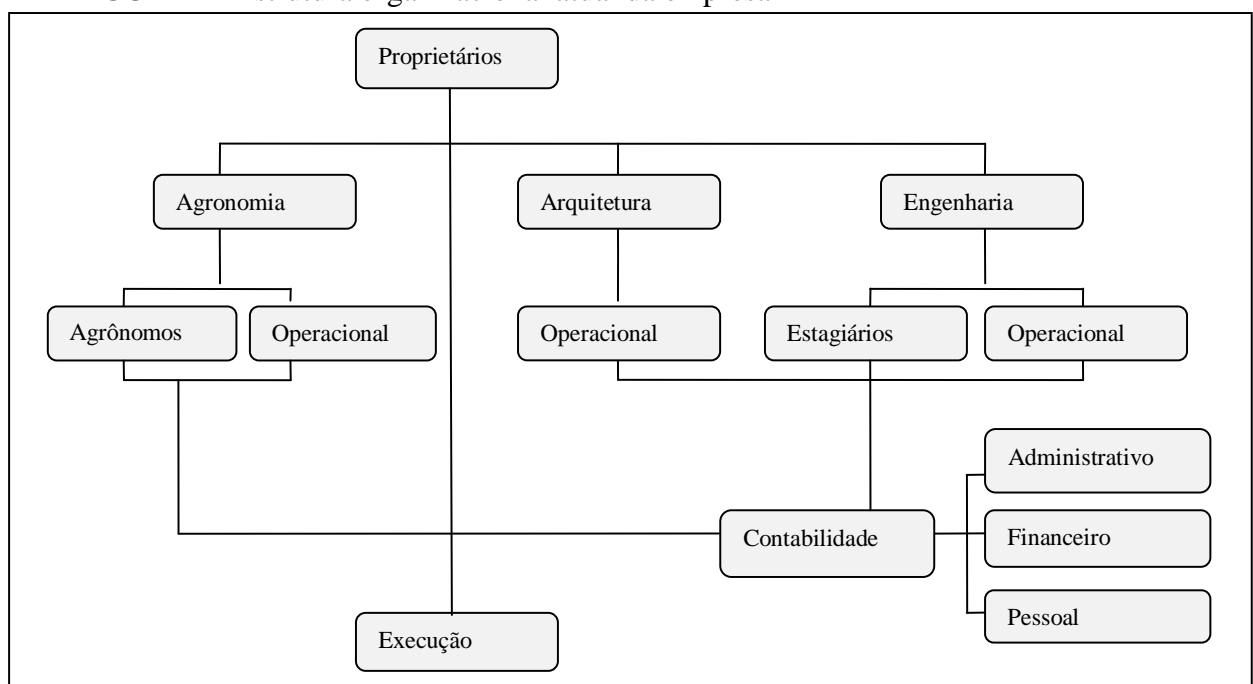 Proprietários
Agronomia Arquitetura Engenharia
Agrônomos Operacional Operacional Estagiários Operacional
Administrativo
Contabilidade Financeiro
Pessoal
Execução